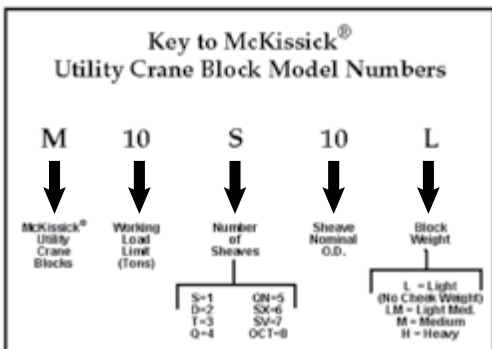 Key to McKissick®
Utility Crane Block Model Numbers
M 10 S 10 L
McKissick®
Utility
Crane
Blocks
Working
Load
Limit
(Tons)
Number
of
Sheaves
Sheave
Nominal
O.D.
Block
Weight
S=1 QN=5
D=2 SX=6
T=3 SV=7
Q=4 OCT=8
L = Light
(No Cheek Weight)
LM = Light Med.
M = Medium
H = Heavy